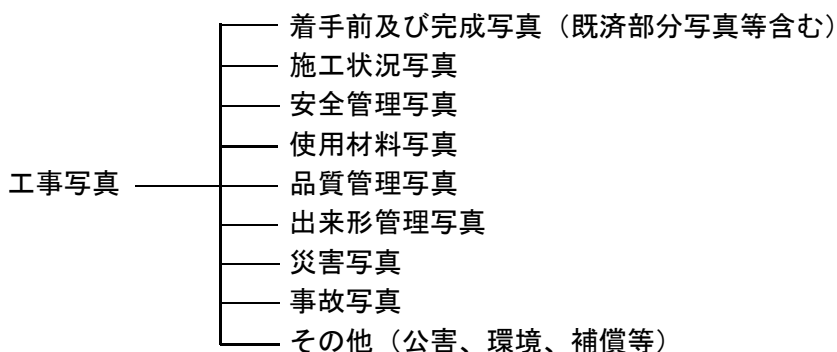 着手前及び完成写真（既済部分写真等含む）
施工状況写真
安全管理写真
使用材料写真
工事写真
品質管理写真
出来形管理写真
災害写真
事故写真
その他（公害、環境、補償等）